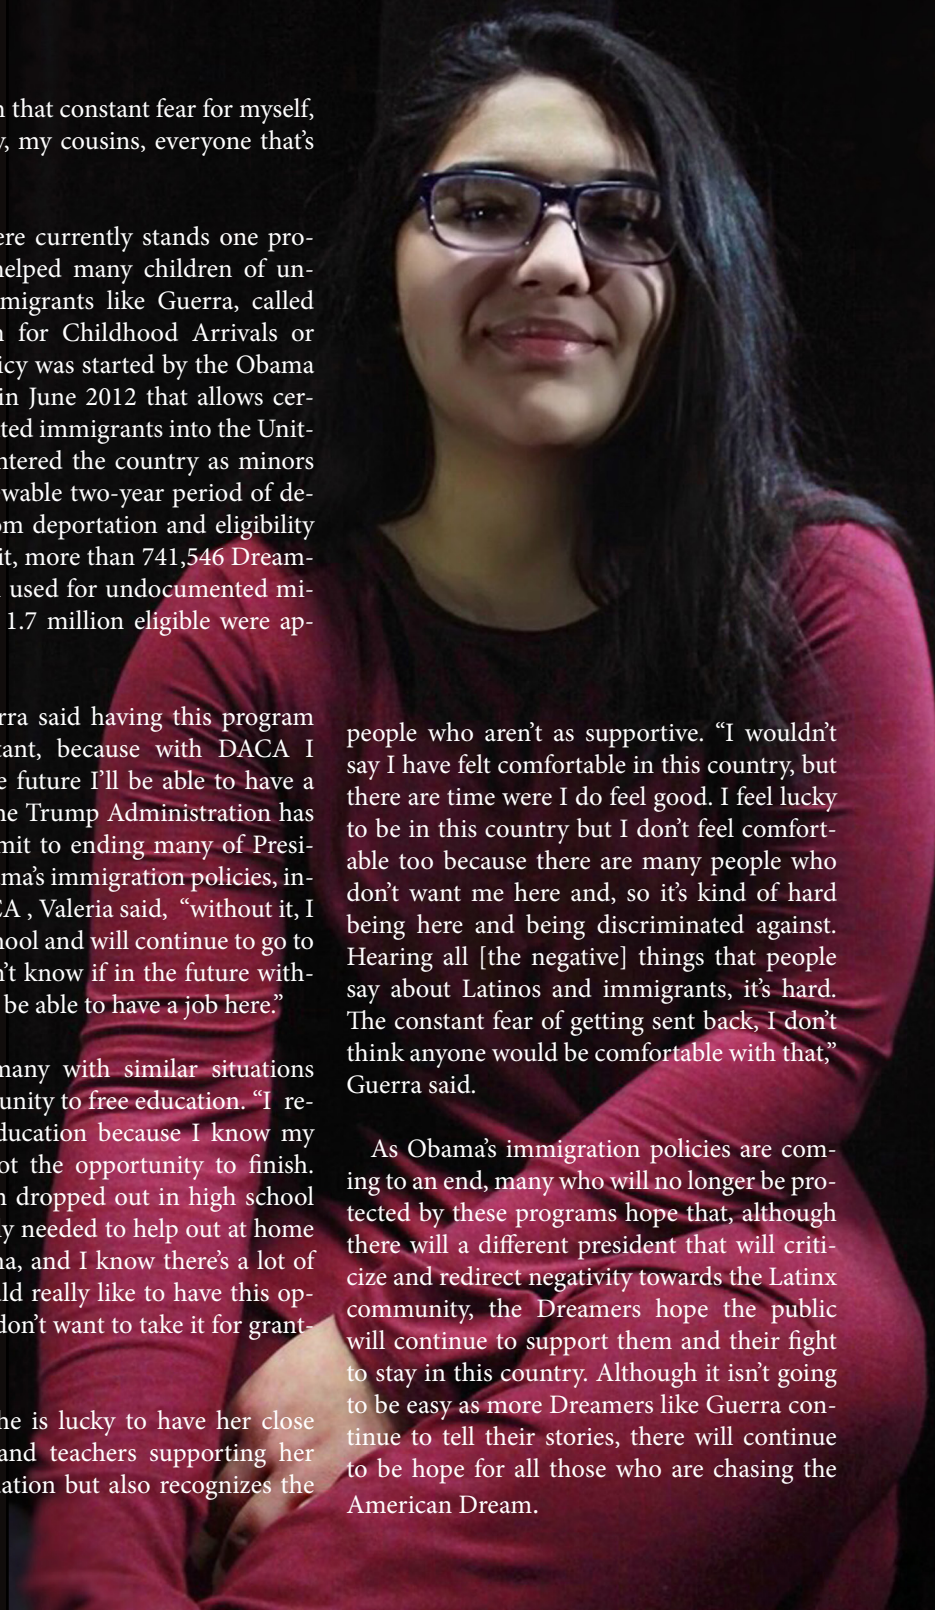 that constant fear for myself,
my cousins, everyone that's
currently stands one pro-
helped many children of un-
migrants like Guerra, called
for Childhood Arrivals or
icy was started by the Obama
in June 2012 that allows cer-
ted immigrants into the Unit-
ntered the country as minors
wable two-year period of de-
om deportation and eligibility
it, more than 741,546 Dream-
used for undocumented mi-
1.7 million eligible were ap-
rra said having this program
tant, because with DACA I
e future I'll be able to have a
he Trump Administration has
mit to ending many of Presi-
ma's immigration policies, in-
CA , Valeria said, “without it, I
hool and will continue to go to
n't know if in the future with-
be able to have a job here.”
many with similar situations
unity to free education. “I re-
ducation because I know my
ot the opportunity to finish.
n dropped out in high school
ly needed to help out at home
na, and I know there's a lot of
ld really like to have this op-
don't want to take it for grant-
he is lucky to have her close
and teachers supporting her
ation but also recognizes the
people who aren't as supportive. “I wouldn't
say I have felt comfortable in this country, but
there are time were I do feel good. I feel lucky
to be in this country but I don't feel comfort-
able too because there are many people who
don't want me here and, so it's kind of hard
being here and being discriminated against.
Hearing all [the negative] things that people
say about Latinos and immigrants, it's hard.
The constant fear of getting sent back, I don't
think anyone would be comfortable with that,”
Guerra said.
As Obama's immigration policies are com-
ing to an end, many who will no longer be pro-
tected by these programs hope that, although
there will a different president that will criti-
cize and redirect negativity towards the Latinx
community, the Dreamers hope the public
will continue to support them and their fight
to stay in this country. Although it isn't going
to be easy as more Dreamers like Guerra con-
tinue to tell their stories, there will continue
to be hope for all those who are chasing the
American Dream.